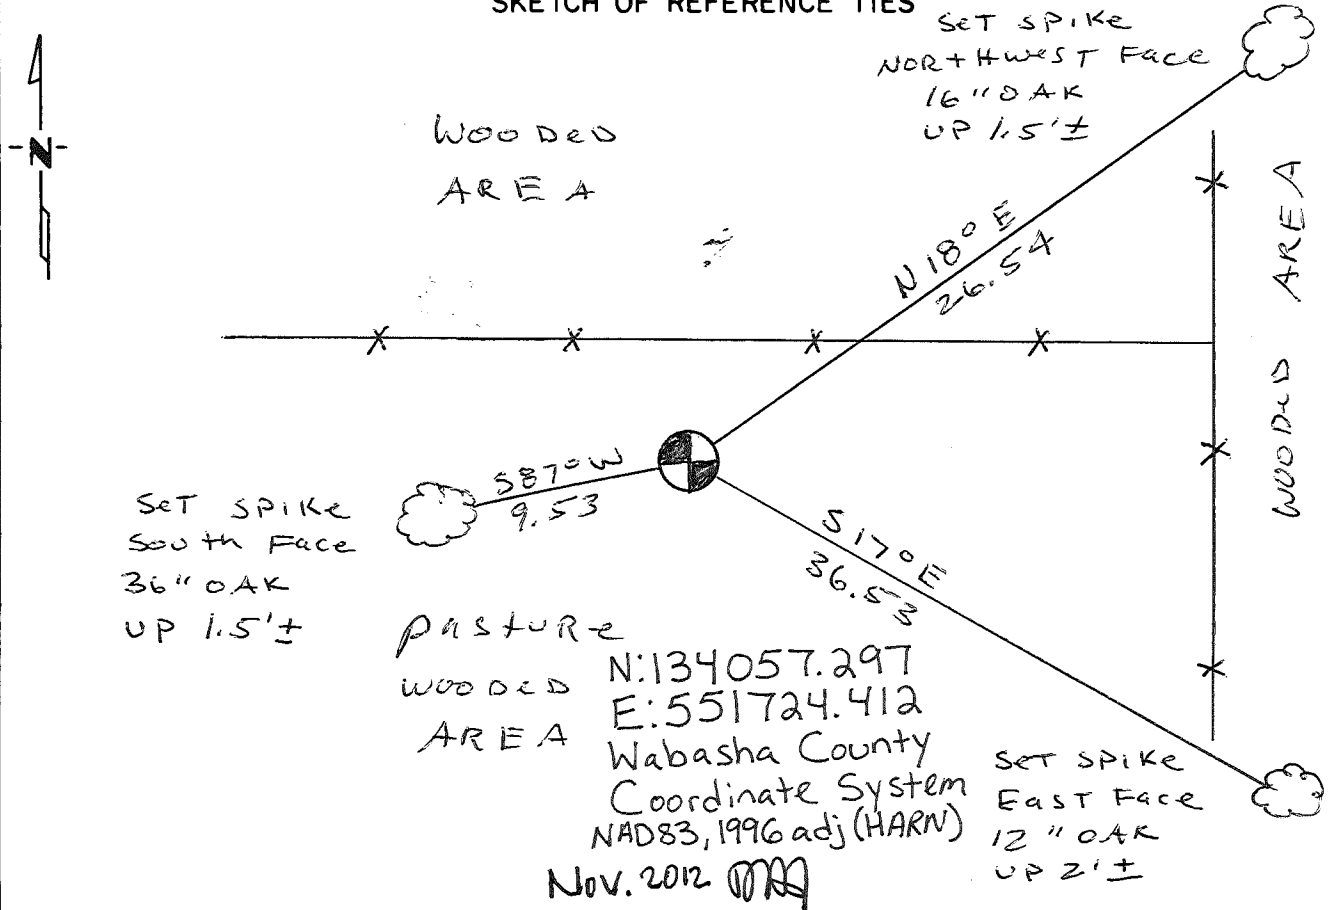 SKETCH OF REFERENCE TIES
SET SPIKE
NORTHWEST FACE
16" OAK
UP 1.5'±
N
WOODED
AREA
N 18° E
26.54
WOODED AREA
S87°W
9.53
SET SPIKE
SOUTH FACE
36" OAK
UP 1.5'±
S 17° E
36.53
PASTURE
WOODED
AREA
N:134057.297
E:551724.412
Wabasha County
Coordinate System
NAD83, 1996 adj (HARN)
Nov. 2012
SET SPIKE
EAST FACE
12" OAK
UP 2'±